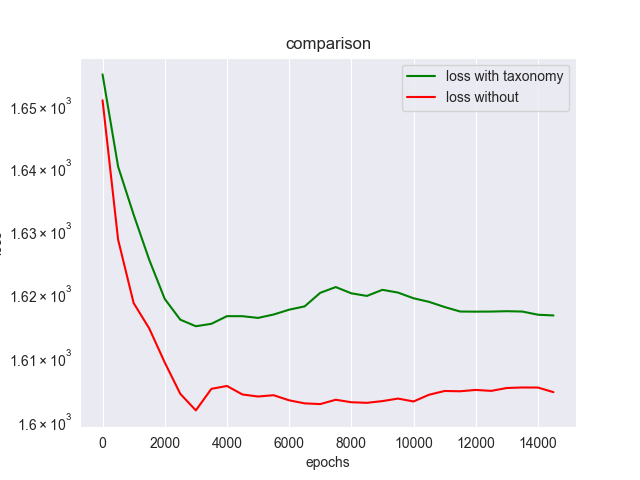 comparison
loss with taxonomy
loss without
1.65 × 10³
1.64 × 10³
1.63 × 10³
1.62 × 10³
1.61 × 10³
1.6 × 10³
0 2000 4000 6000 8000 10000 12000 14000
epochs